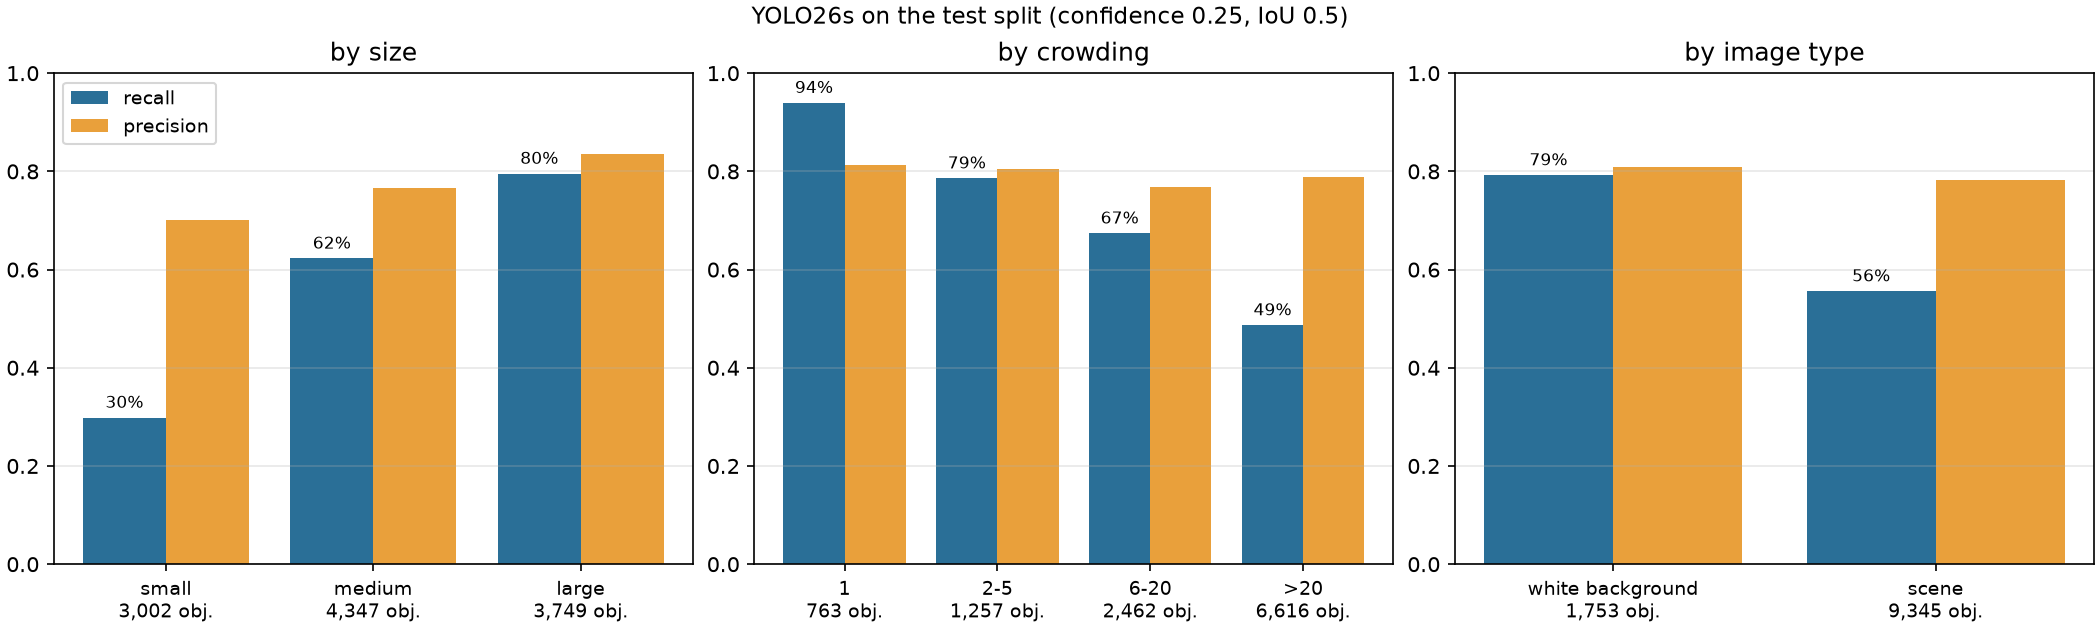 YOLO26s on the test split (confidence 0.25, IoU 0.5)
by size
1.0
0.8
0.6
0.4
0.2
0.0
recall
precision
30%
62%
80%
small
3,002 obj.
medium
4,347 obj.
large
3,749 obj.
by crowding
1.0
0.8
0.6
0.4
0.2
0.0
94%
79%
67%
49%
1
763 obj.
2-5
1,257 obj.
6-20
2,462 obj.
>20
6,616 obj.
by image type
1.0
0.8
0.6
0.4
0.2
0.0
79%
56%
white background
1,753 obj.
scene
9,345 obj.